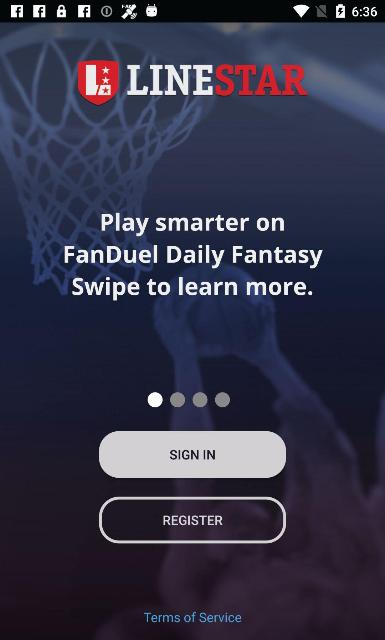 6:36
LINESTAR
Play smarter on
FanDuel Daily Fantasy
Swipe to learn more.
SIGN IN
REGISTER
Terms of Service